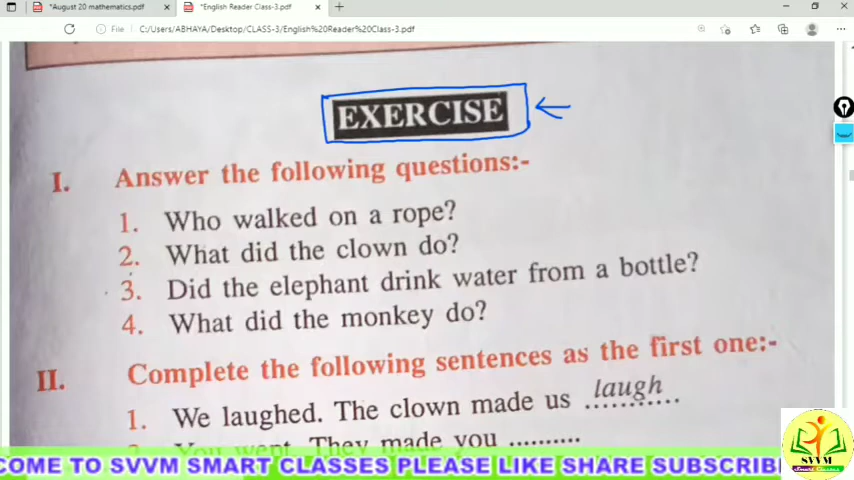 *August 20 mathematics.pdf
*English Reader Class-3.pdf
File
C:/Users/ABHAYA/Desktop/CLASS-3/English%20Reader%20Class-3.pdf
EXERCISE
I. Answer the following questions:-
1. Who walked on a rope?
2. What did the clown do?
3. Did the elephant drink water from a bottle?
4. What did the monkey do?
II. Complete the following sentences as the first one:-
1. We laughed. The clown made us laugh
They made you ..........
COME TO SVVM SMART CLASSES PLEASE LIKE SHARE SUBSCRIB
SVVM
Smart Classes